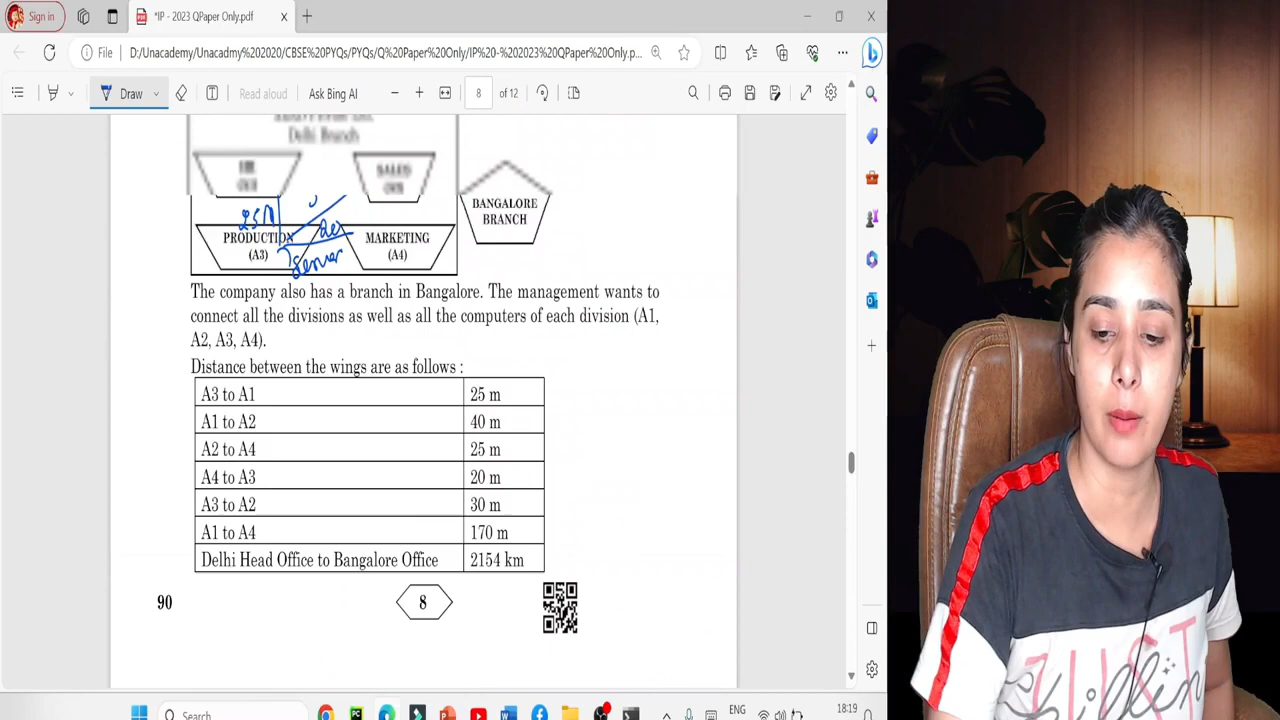 Sign in
*IP - 2023 QPaper Only.pdf
File
D:/Unacademy/Unacadmy%202020/CBSE%20PYQs/PYQs/Q%20Paper%20Only/IP%20-%202023%20QPaper%20Only.p...
Draw
Read aloud
Ask Bing AI
8
of 12
Delhi Branch
SALES
25M
BANGALORE
BRANCH
PRODUCTION
(A3)
MARKETING
(A4)
Server
The company also has a branch in Bangalore. The management wants to
connect all the divisions as well as all the computers of each division (A1,
A2, A3, A4).
Distance between the wings are as follows :
A3 to A1 25 m
A1 to A2 40 m
A2 to A4 25 m
A4 to A3 20 m
A3 to A2 30 m
A1 to A4 170 m
Delhi Head Office to Bangalore Office 2154 km
90
8
Search
ENG
18:19